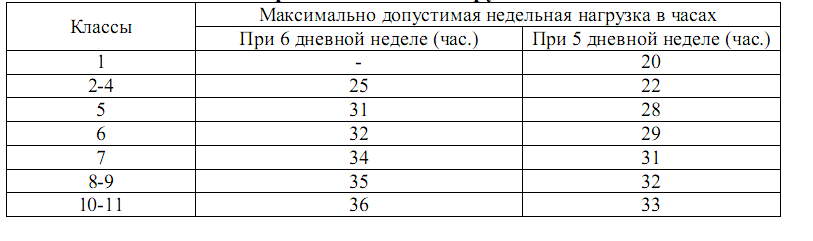 Классы
Максимально допустимая недельная нагрузка в часах
При 6 дневной неделе (час.) При 5 дневной неделе (час.)
1 - 20
2-4 25 22
5 31 28
6 32 29
7 34 31
8-9 35 32
10-11 36 33